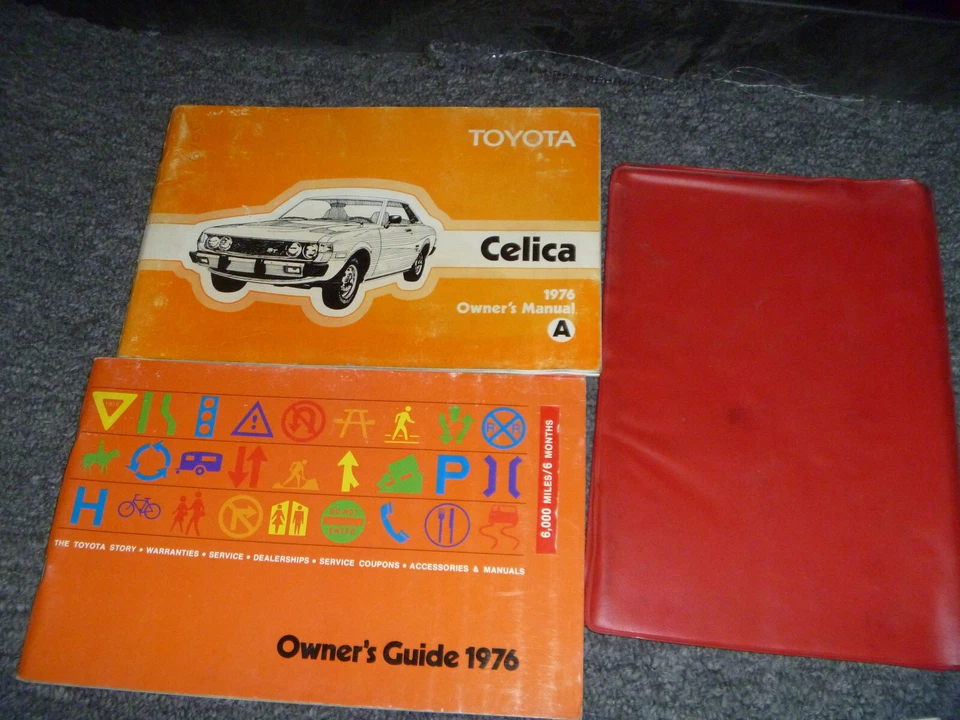 TOYOTA
Celica
1976
Owner's Manual
A
YIELD
R R
P
H
6,000 MILES/6 MONTHS
THE TOYOTA STORY • WARRANTIES • SERVICE • DEALERSHIPS • SERVICE COUPONS • ACCESSORIES & MANUALS
Owner's Guide 1976